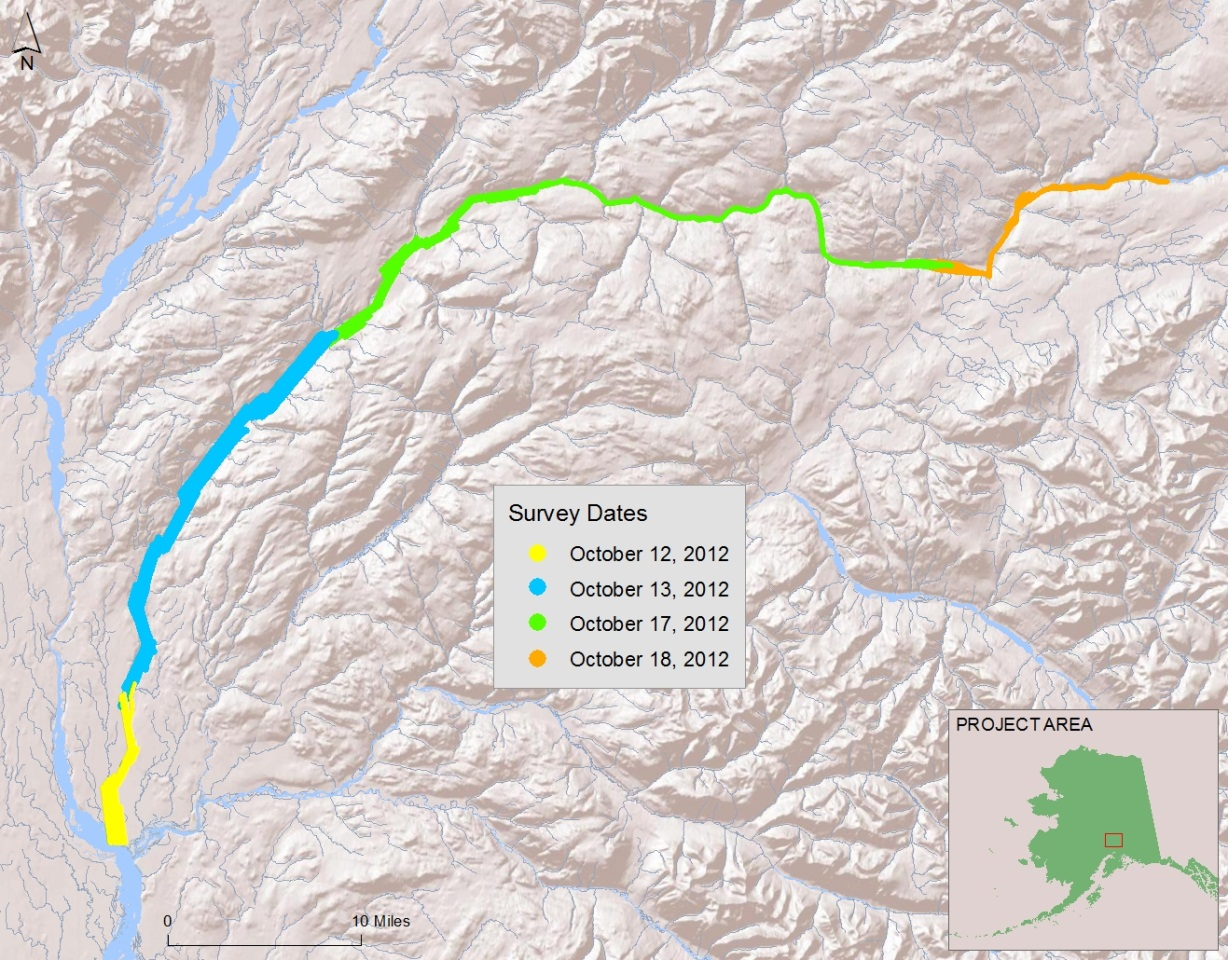 N
Survey Dates
October 12, 2012
October 13, 2012
October 17, 2012
October 18, 2012
PROJECT AREA
0 10 Miles